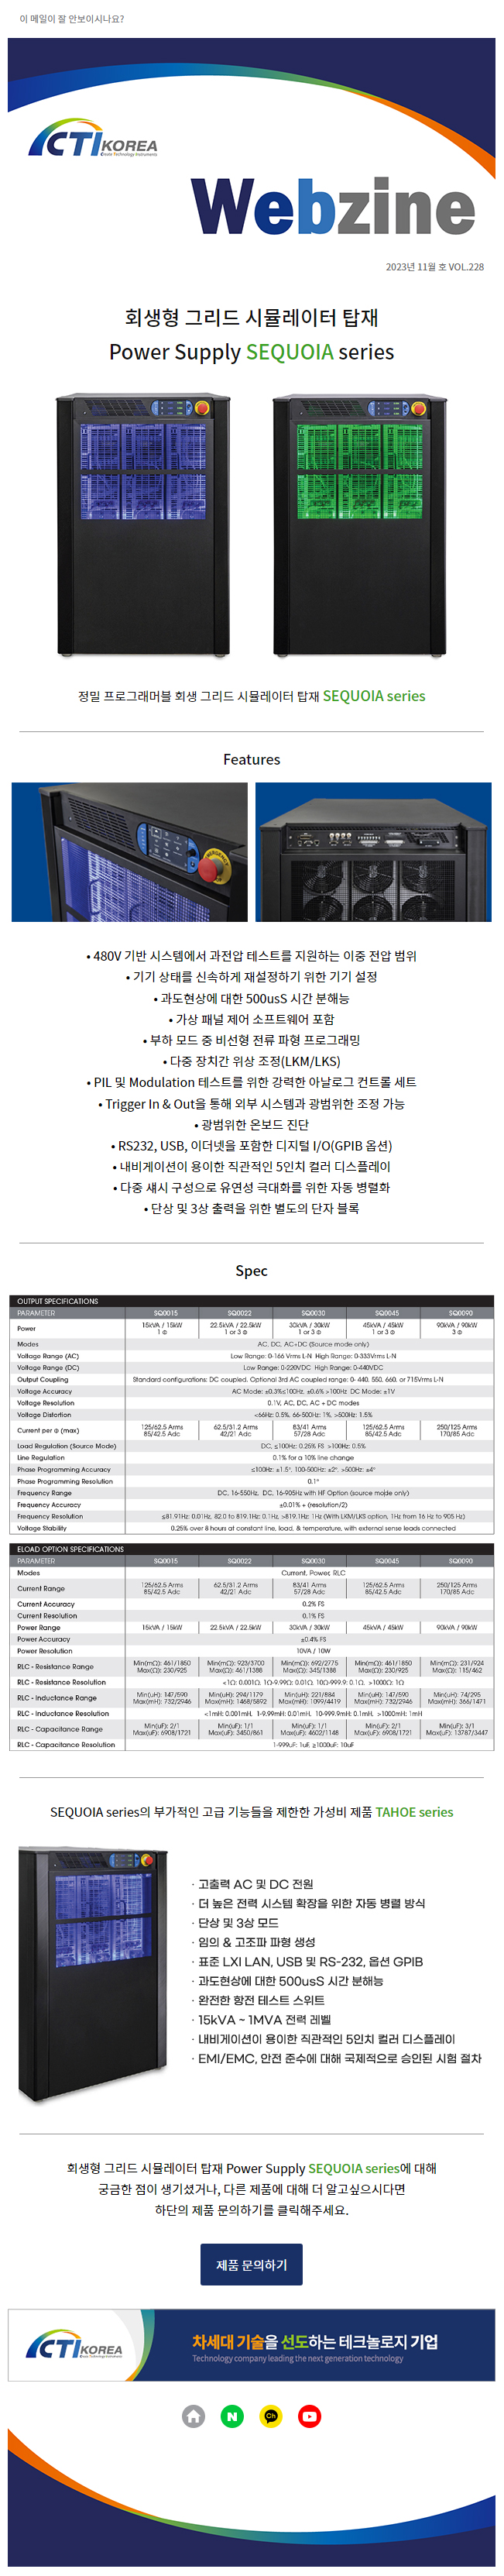 이 메일이 잘 안보이시나요?
CTI KOREA
Create Technology Instruments
Webzine
2023년 11월 호 VOL.228
회생형 그리드 시뮬레이터 탑재
Power Supply SEQUOIA series
정밀 프로그래머블 회생 그리드 시뮬레이터 탑재 SEQUOIA series
Features
EMERGENCY
• 480V 기반 시스템에서 과전압 테스트를 지원하는 이중 전압 범위
• 기기 상태를 신속하게 재설정하기 위한 기기 설정
• 과도현상에 대한 500usS 시간 분해능
• 가상 패널 제어 소프트웨어 포함
• 부하 모드 중 비선형 전류 파형 프로그래밍
• 다중 장치간 위상 조정(LKM/LKS)
• PIL 및 Modulation 테스트를 위한 강력한 아날로그 컨트롤 세트
• Trigger In & Out을 통해 외부 시스템과 광범위한 조정 가능
• 광범위한 온보드 진단
• RS232, USB, 이더넷을 포함한 디지털 I/O(GPIB 옵션)
• 내비게이션이 용이한 직관적인 5인치 컬러 디스플레이
• 다중 섀시 구성으로 유연성 극대화를 위한 자동 병렬화
• 단상 및 3상 출력을 위한 별도의 단자 블록
Spec
OUTPUT SPECIFICATIONS
PARAMETER SQ0015 SQ0022 SQ0030 SQ0045 SQ0090
Power 15kVA / 15kW 1 Φ 22.5kVA / 22.5kW 1 or 3 Φ 30kVA / 30kW 1 or 3 Φ 45kVA / 45kW 1 or 3 Φ 90kVA / 90kW 3 Φ
Modes AC, DC, AC+DC (Source mode only)
Voltage Range (AC) Low Range: 0-166 Vrms L-N High Range: 0-333Vrms L-N
Voltage Range (DC) Low Range: 0-220VDC High Range: 0-440VDC
Output Coupling Standard configurations: DC coupled. Optional 3rd AC coupled range: 0- 440, 550, 660, or 715Vrms L-N
Voltage Accuracy AC Mode: ±0.3%≤100Hz, ±0.6% >100Hz DC Mode: ±1V
Voltage Resolution 0.1V, AC, DC, AC + DC modes
Voltage Distortion <66Hz: 0.5%, 66-500Hz: 1%, >500Hz: 1.5%
Current per Φ (max) 125/62.5 Arms 85/42.5 Adc 62.5/31.2 Arms 42/21 Adc 83/41 Arms 57/28 Adc 125/62.5 Arms 85/42.5 Adc 250/125 Arms 170/85 Adc
Load Regulation (Source Mode) DC, ≤100Hz: 0.25% FS >100Hz: 0.5%
Line Regulation 0.1% for a 10% line change
Phase Programming Accuracy ≤100Hz: ±1.5°, 100-500Hz: ±2°, >500Hz: ±4°
Phase Programming Resolution 0.1°
Frequency Range DC, 16-550Hz, DC, 16-905Hz with HF Option (source mode only)
Frequency Accuracy ±0.01% + (resolution/2)
Frequency Resolution ≤81.91Hz: 0.01Hz, 82.0 to 819.1Hz: 0.1Hz, >819.1Hz: 1Hz (With LKM/LKS option, 1Hz from 16 Hz to 905 Hz)
Voltage Stability 0.25% over 8 hours at constant line, load, & temperature, with external sense leads connected
ELOAD OPTION SPECIFICATIONS
PARAMETER SQ0015 SQ0022 SQ0030 SQ0045 SQ0090
Modes Current, Power, RLC
Current Range 125/62.5 Arms 85/42.5 Adc 62.5/31.2 Arms 42/21 Adc 83/41 Arms 57/28 Adc 125/62.5 Arms 85/42.5 Adc 250/125 Arms 170/85 Adc
Current Accuracy 0.2% FS
Current Resolution 0.1% FS
Power Range 15kVA / 15kW 22.5kVA / 22.5kW 30kVA / 30kW 45kVA / 45kW 90kVA / 90kW
Power Accuracy ±0.4% FS
Power Resolution 10VA / 10W
RLC - Resistance Range Min(mΩ): 461/1850 Max(Ω): 230/925 Min(mΩ): 923/3700 Max(Ω): 461/1388 Min(mΩ): 692/2775 Max(Ω): 345/1388 Min(mΩ): 461/1850 Max(Ω): 230/925 Min(mΩ): 231/924 Max(Ω): 115/462
RLC - Resistance Resolution <1Ω: 0.001Ω, 1Ω-9.99Ω: 0.01Ω, 10Ω-999.9: 0.1Ω, >1000Ω: 1Ω
RLC - Inductance Range Min(uH): 147/590 Max(mH): 732/2946 Min(uH): 294/1179 Max(mH): 1468/5892 Min(uH): 221/884 Max(mH): 1099/4419 Min(uH): 147/590 Max(mH): 732/2946 Min(uH): 74/295 Max(mH): 366/1471
RLC - Inductance Resolution <1mH: 0.001mH, 1-9.99mH: 0.01mH, 10-999.9mH: 0.1mH, >1000mH: 1mH
RLC - Capacitance Range Min(uF): 2/1 Max(uF): 6908/1721 Min(uF): 1/1 Max(uF): 3450/861 Min(uF): 1/1 Max(uF): 4602/1148 Min(uF): 2/1 Max(uF): 6908/1721 Min(uF): 3/1 Max(uF): 13787/3447
RLC - Capacitance Resolution 1-999uF: 1uF, ≥1000uF: 10uF
SEQUOIA series의 부가적인 고급 기능들을 제한한 가성비 제품 TAHOE series
· 고출력 AC 및 DC 전원
· 더 높은 전력 시스템 확장을 위한 자동 병렬 방식
· 단상 및 3상 모드
· 임의 & 고조파 파형 생성
· 표준 LXI LAN, USB 및 RS-232, 옵션 GPIB
· 과도현상에 대한 500usS 시간 분해능
· 완전한 항전 테스트 스위트
· 15kVA ~ 1MVA 전력 레벨
· 내비게이션이 용이한 직관적인 5인치 컬러 디스플레이
· EMI/EMC, 안전 준수에 대해 국제적으로 승인된 시험 절차
회생형 그리드 시뮬레이터 탑재 Power Supply SEQUOIA series에 대해
궁금한 점이 생기셨거나, 다른 제품에 대해 더 알고싶으시다면
하단의 제품 문의하기를 클릭해주세요.
제품 문의하기
CTI KOREA
Create Technology Instruments
차세대 기술을 선도하는 테크놀로지 기업
Technology company leading the next generation technology
N
Ch